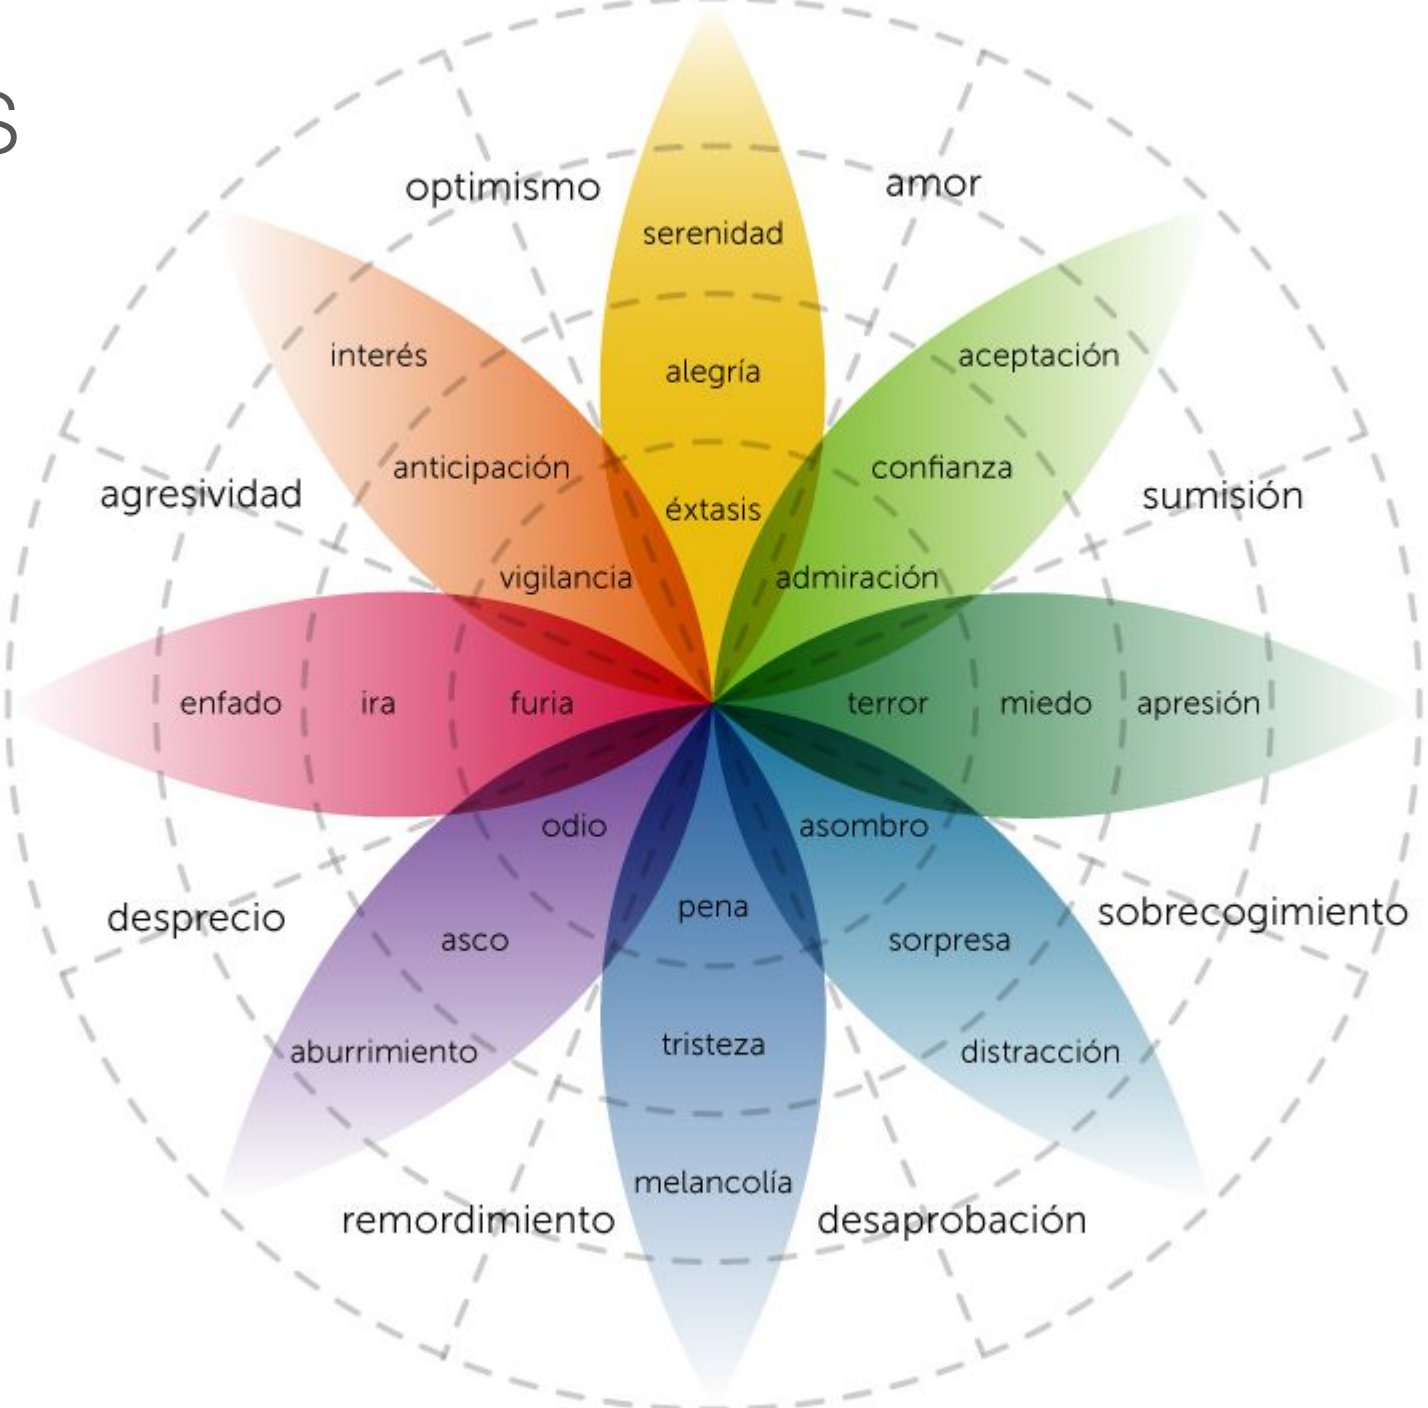 S
optimismo
amor
serenidad
interés
alegría
aceptación
anticipación
confianza
agresividad
sumisión
éxtasis
vigilancia
admiración
enfado
ira
furia
terror
miedo
apresión
odio
asombro
pena
desprecio
sobrecogimiento
asco
sorpresa
tristeza
aburrimiento
distracción
melancolía
remordimiento
desaprobación